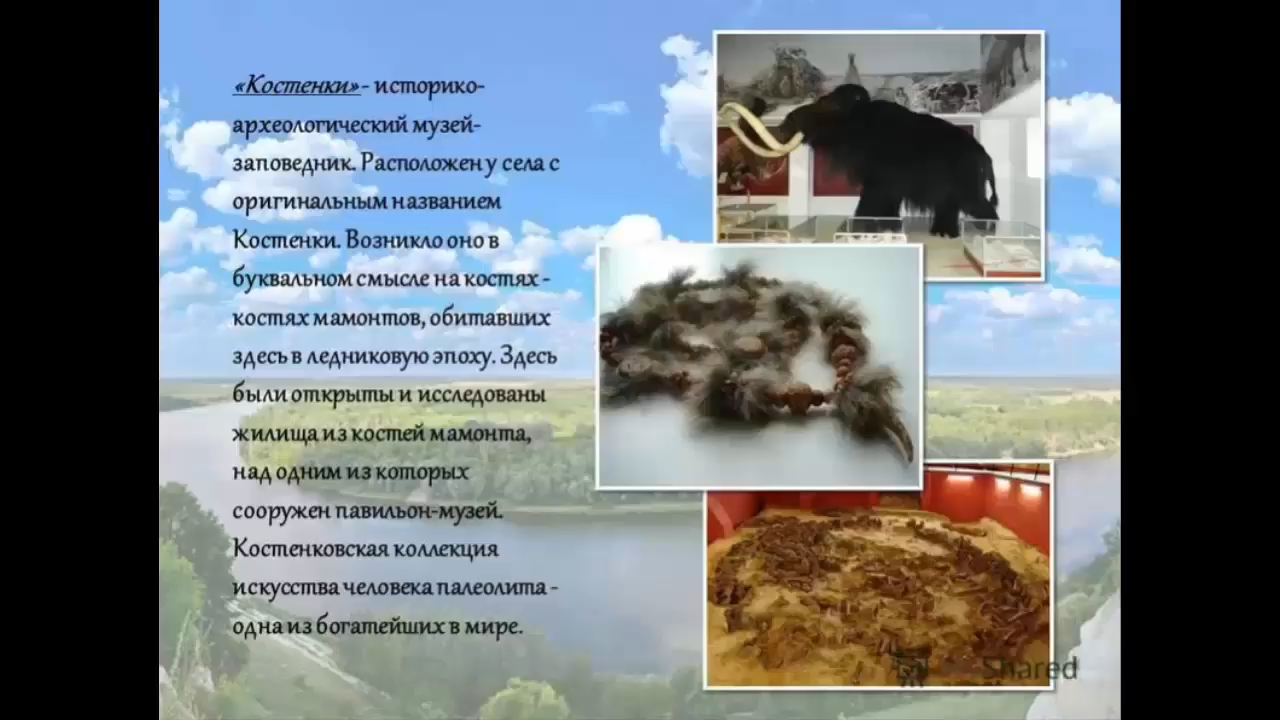 «Костенки» - историко-
археологический музей-
заповедник. Расположен у села с
оригинальным названием
Костенки. Возникло оно в
буквальном смысле на костях -
костях мамонтов, обитавших
здесь в ледниковую эпоху. Здесь
были открыты и исследованы
жилища из костей мамонта,
над одним из которых
сооружен павильон-музей.
Костенковская коллекция
искусства человека палеолита -
одна из богатейших в мире.
Shared